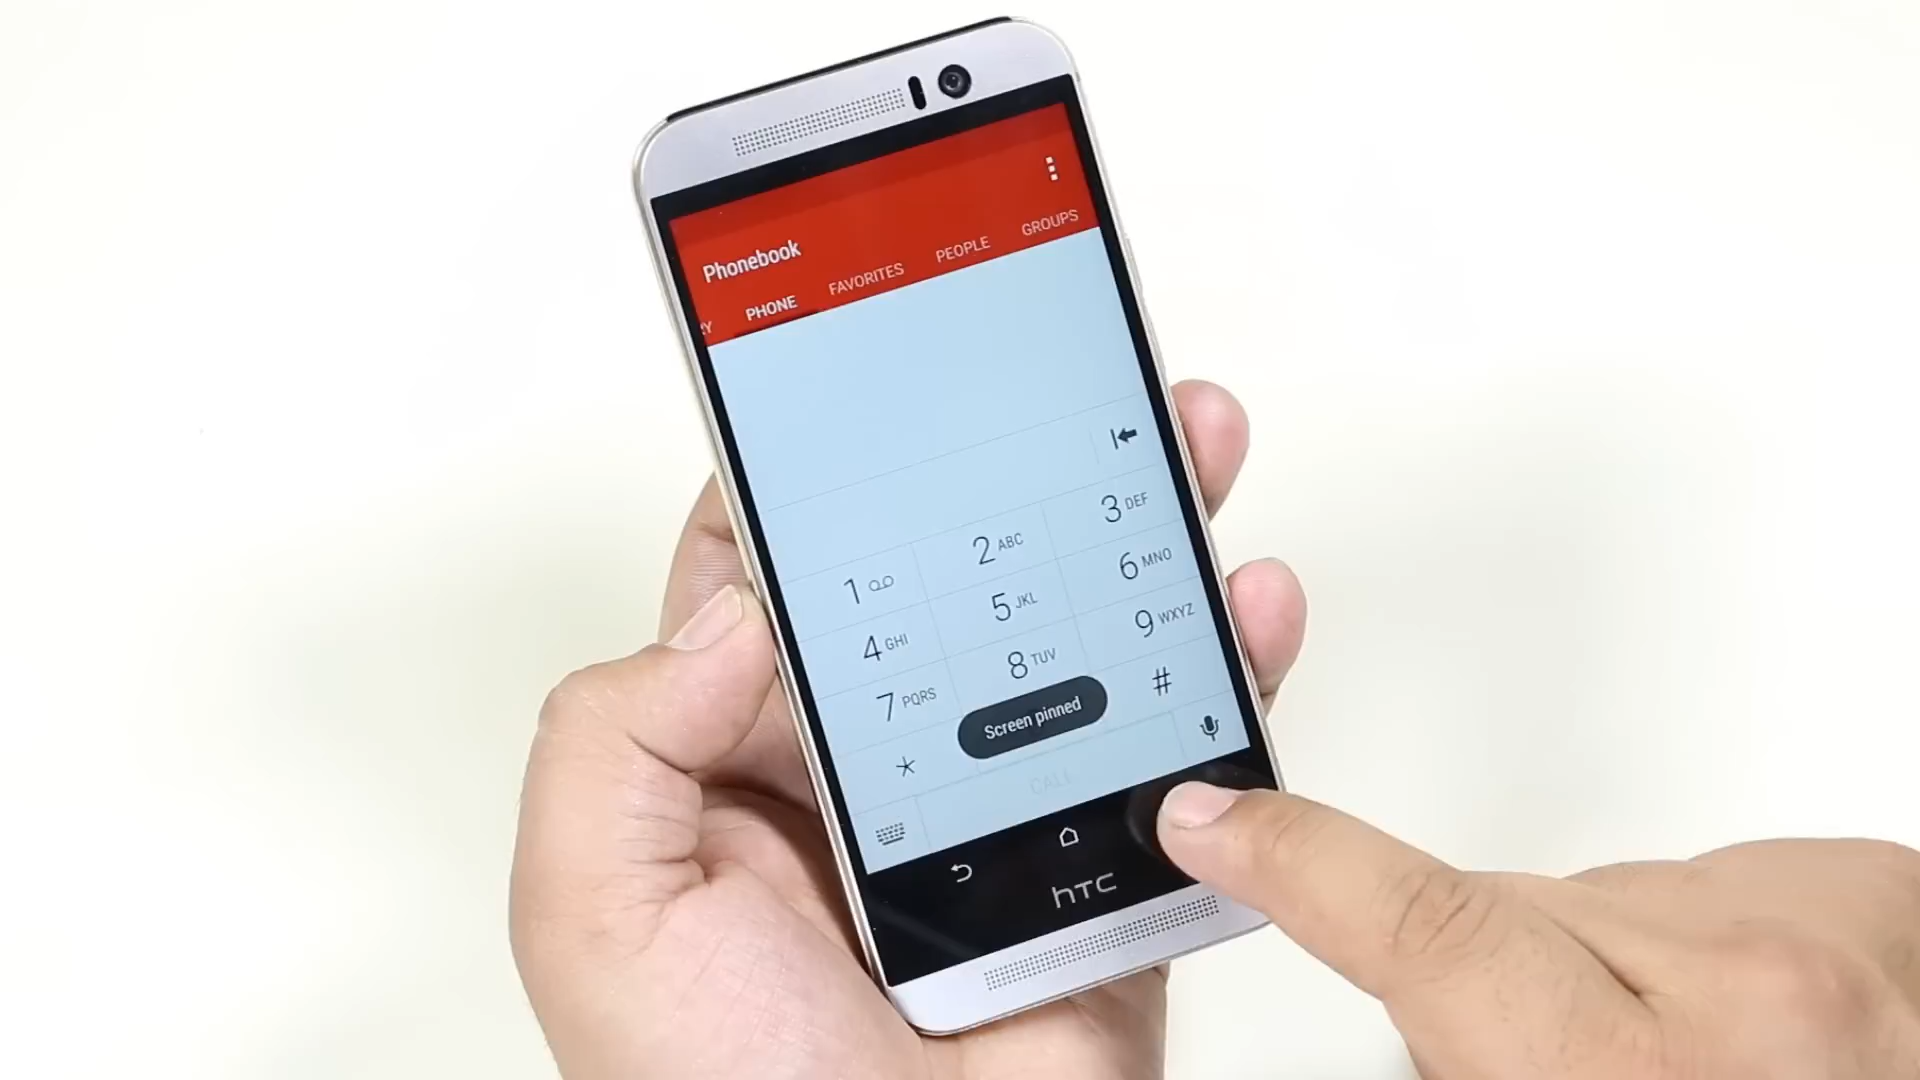 Phonebook
RY PHONE FAVORITES PEOPLE GROUPS
1 2 ABC 3 DEF
4 GHI 5 JKL 6 MNO
7 PQRS 8 TUV 9 WXYZ
* #
Screen pinned
CALL
hTC